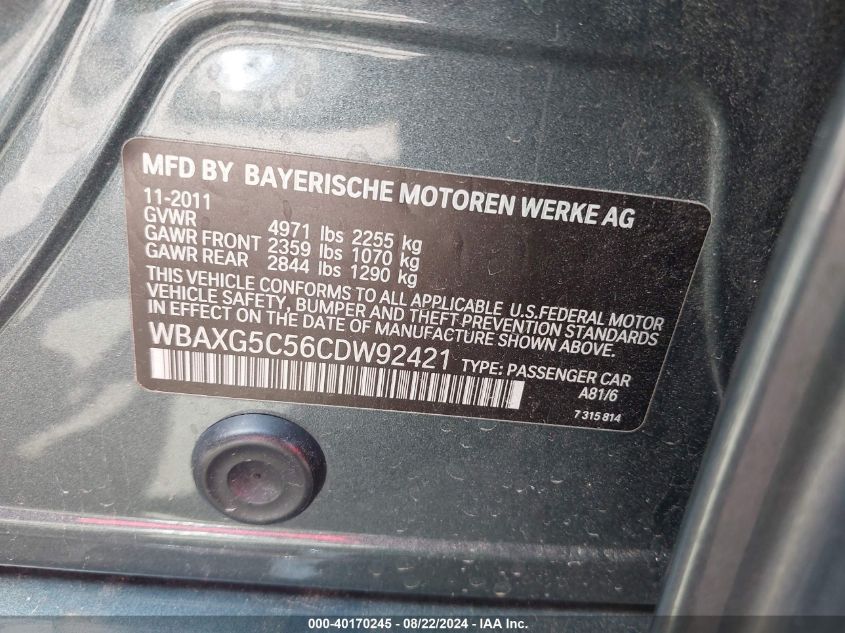 MFD BY BAYERISCHE MOTOREN WERKE AG
11-2011
GVWR 4971 lbs 2255 kg
GAWR FRONT 2359 lbs 1070 kg
GAWR REAR 2844 lbs 1290 kg
THIS VEHICLE CONFORMS TO ALL APPLICABLE U.S.FEDERAL MOTOR
VEHICLE SAFETY, BUMPER AND THEFT PREVENTION STANDARDS
IN EFFECT ON THE DATE OF MANUFACTURE SHOWN ABOVE.
WBAXG5C56CDW92421 TYPE: PASSENGER CAR
A81/6
7 315 814
000-40170245 - 08/22/2024 - IAA Inc.